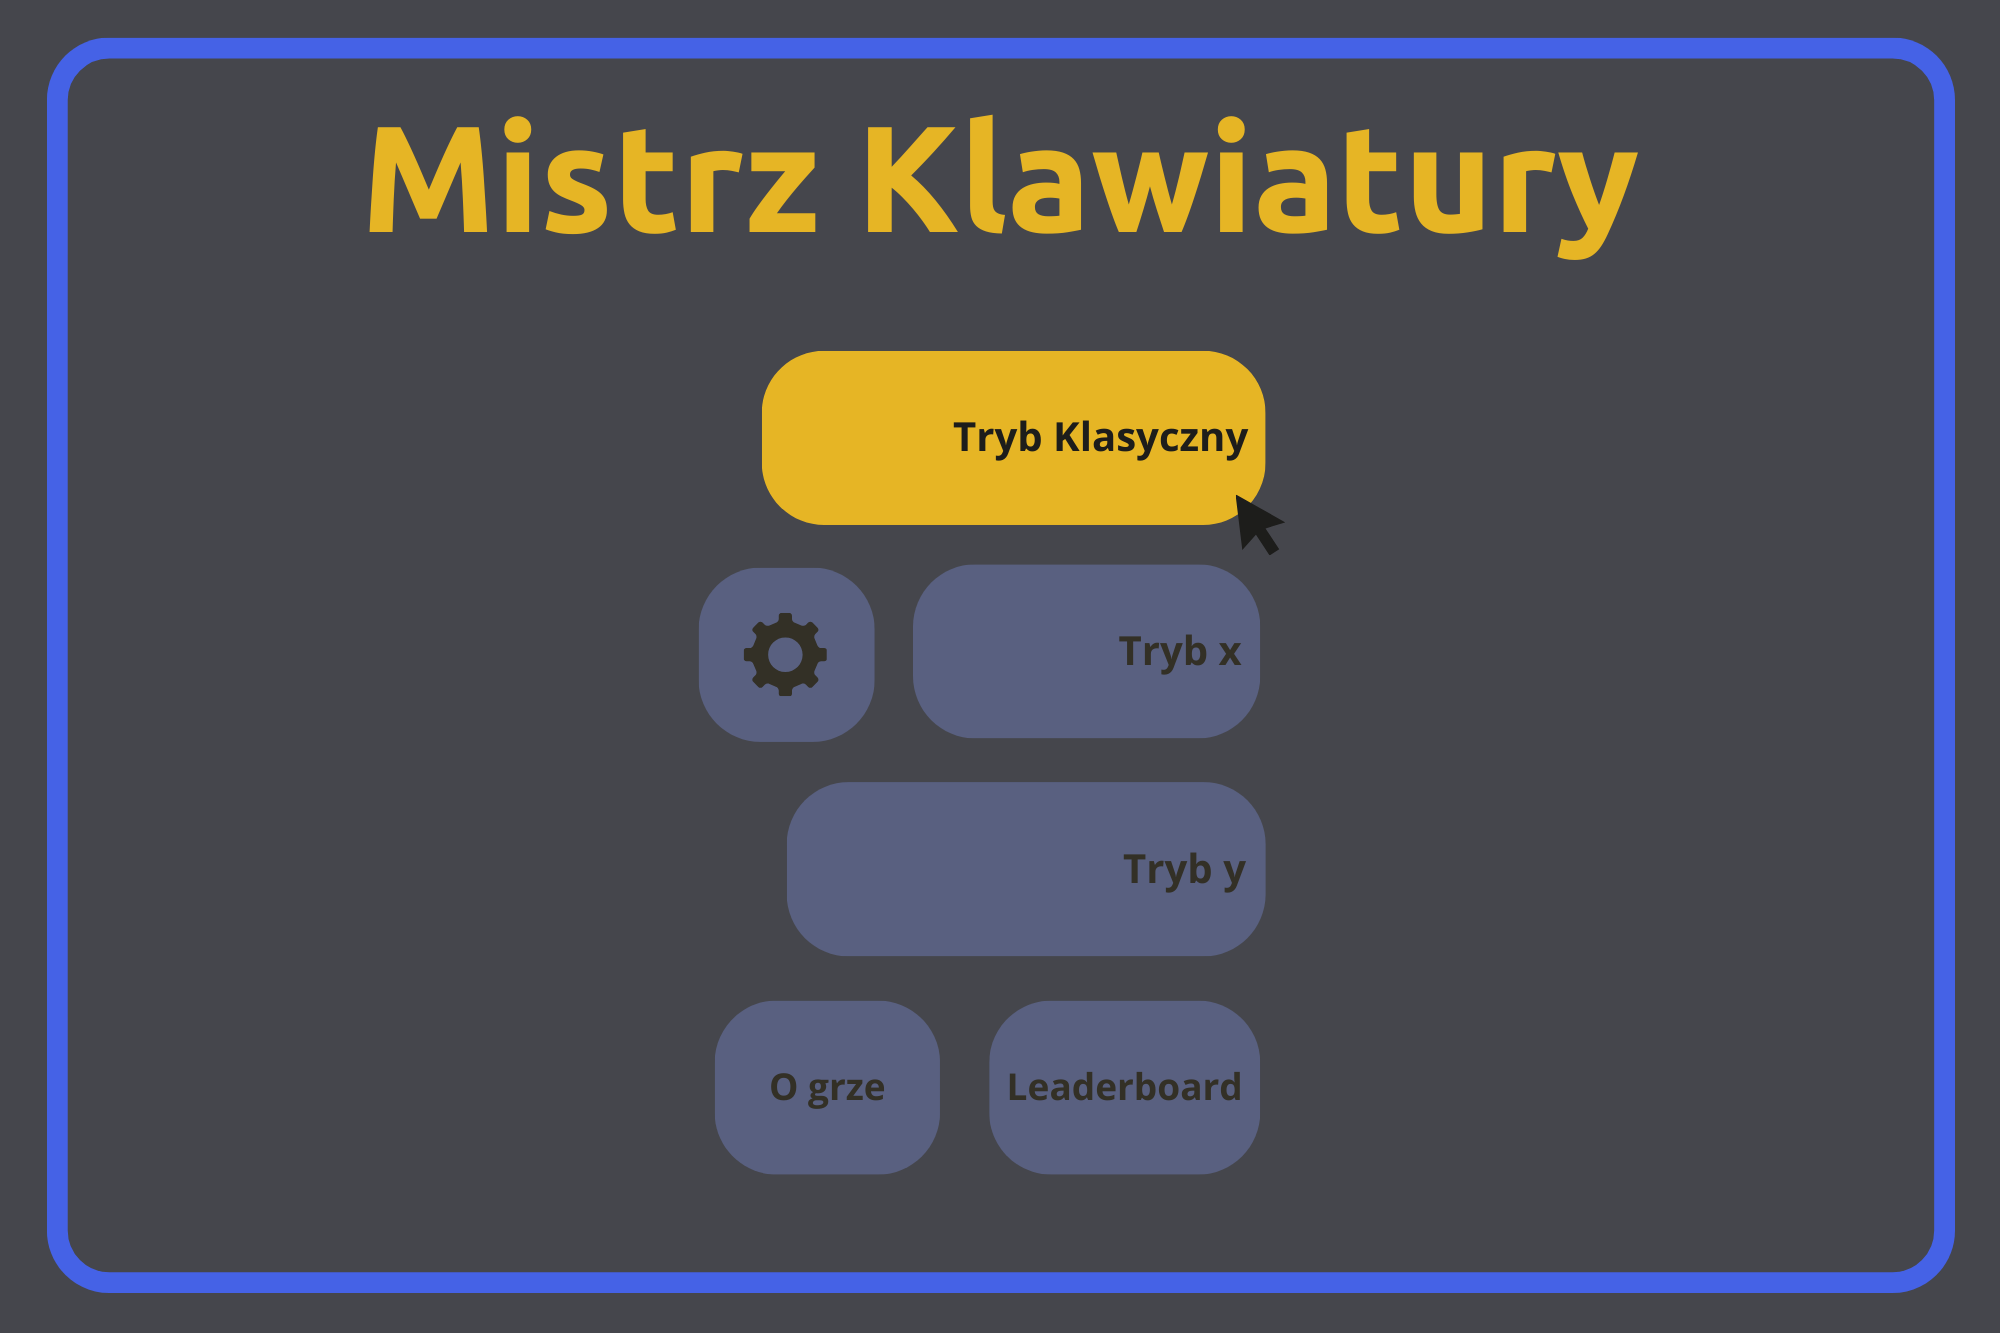 Mistrz Klawiatury
Tryb Klasyczny
Tryb x
Tryb y
O grze
Leaderboard